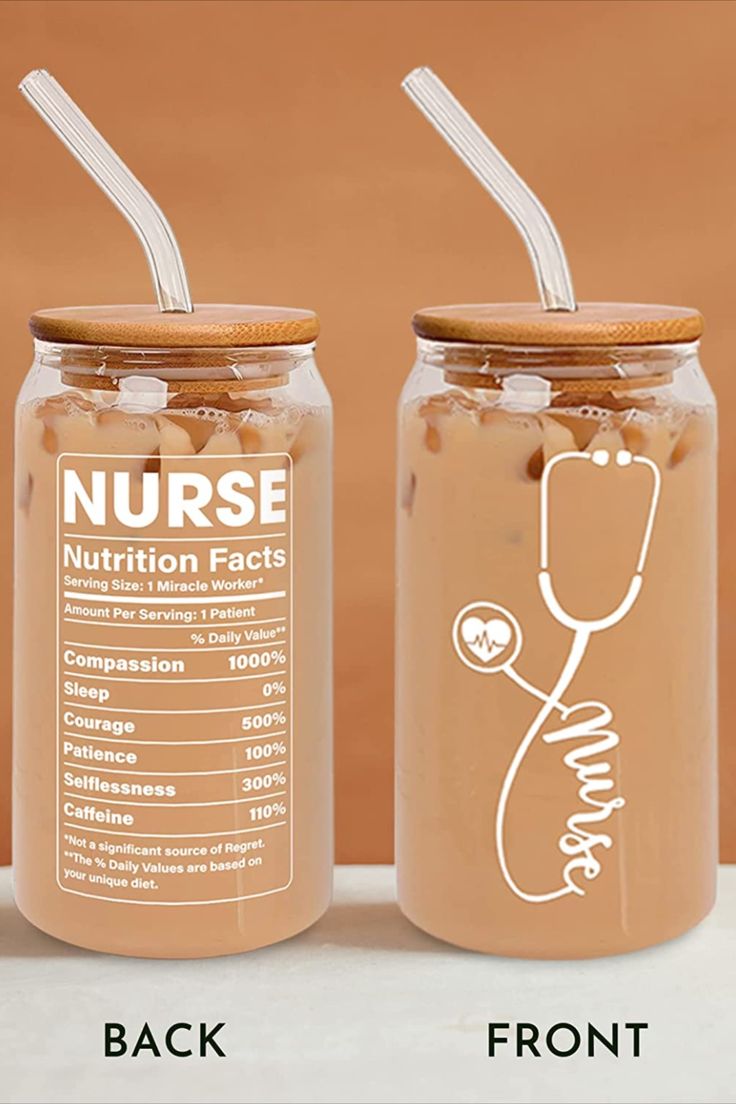 NURSE
Nutrition Facts
Serving Size: 1 Miracle Worker*
Amount Per Serving: 1 Patient
% Daily Value**
Compassion 1000%
Sleep 0%
Courage 500%
Patience 100%
Selflessness 300%
Caffeine 110%
*Not a significant source of Regret.
**The % Daily Values are based on
your unique diet.
Nurse
BACK
FRONT